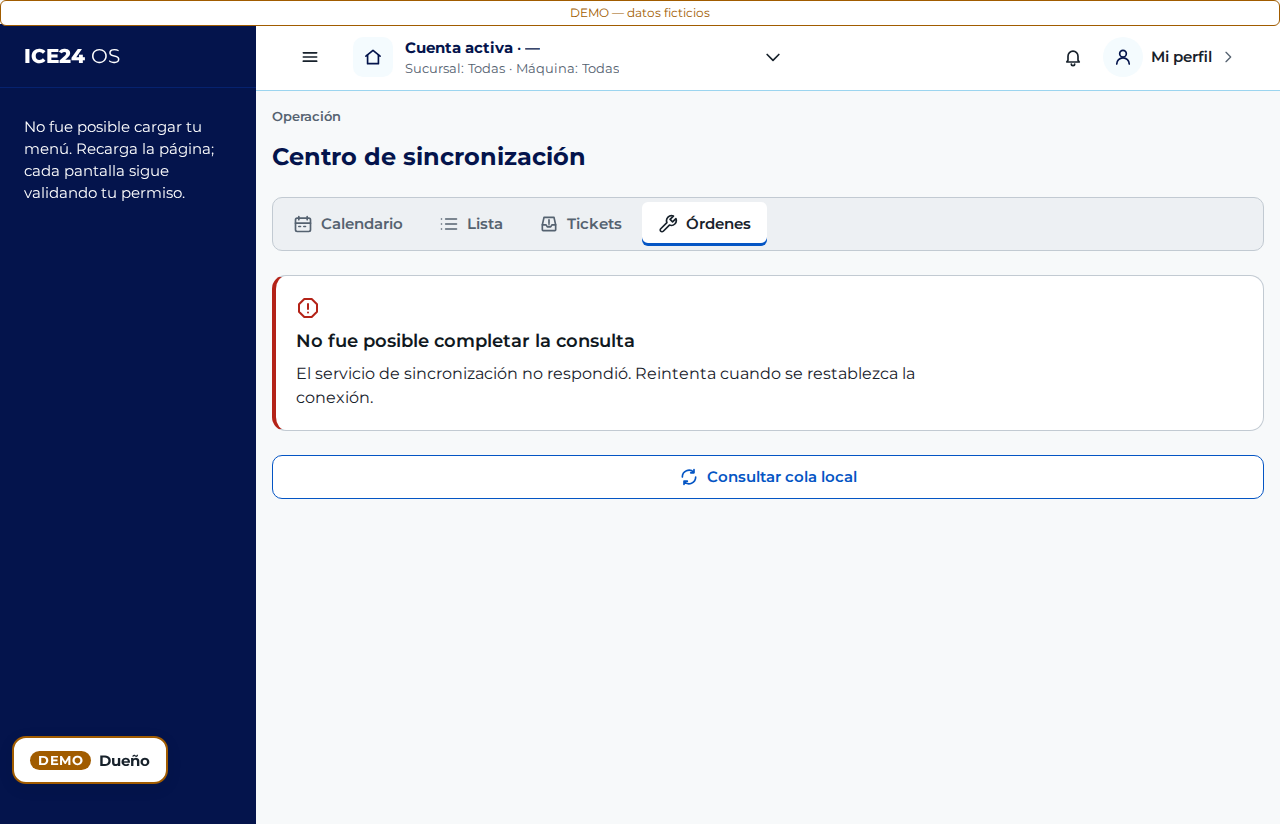 DEMO — datos ficticios
ICE24 OS
Cuenta activa · —
Sucursal: Todas · Máquina: Todas
Mi perfil
No fue posible cargar tu
menú. Recarga la página;
cada pantalla sigue
validando tu permiso.
Operación
Centro de sincronización
Calendario
Lista
Tickets
Órdenes
No fue posible completar la consulta
El servicio de sincronización no respondió. Reintenta cuando se restablezca la
conexión.
Consultar cola local
DEMO Dueño